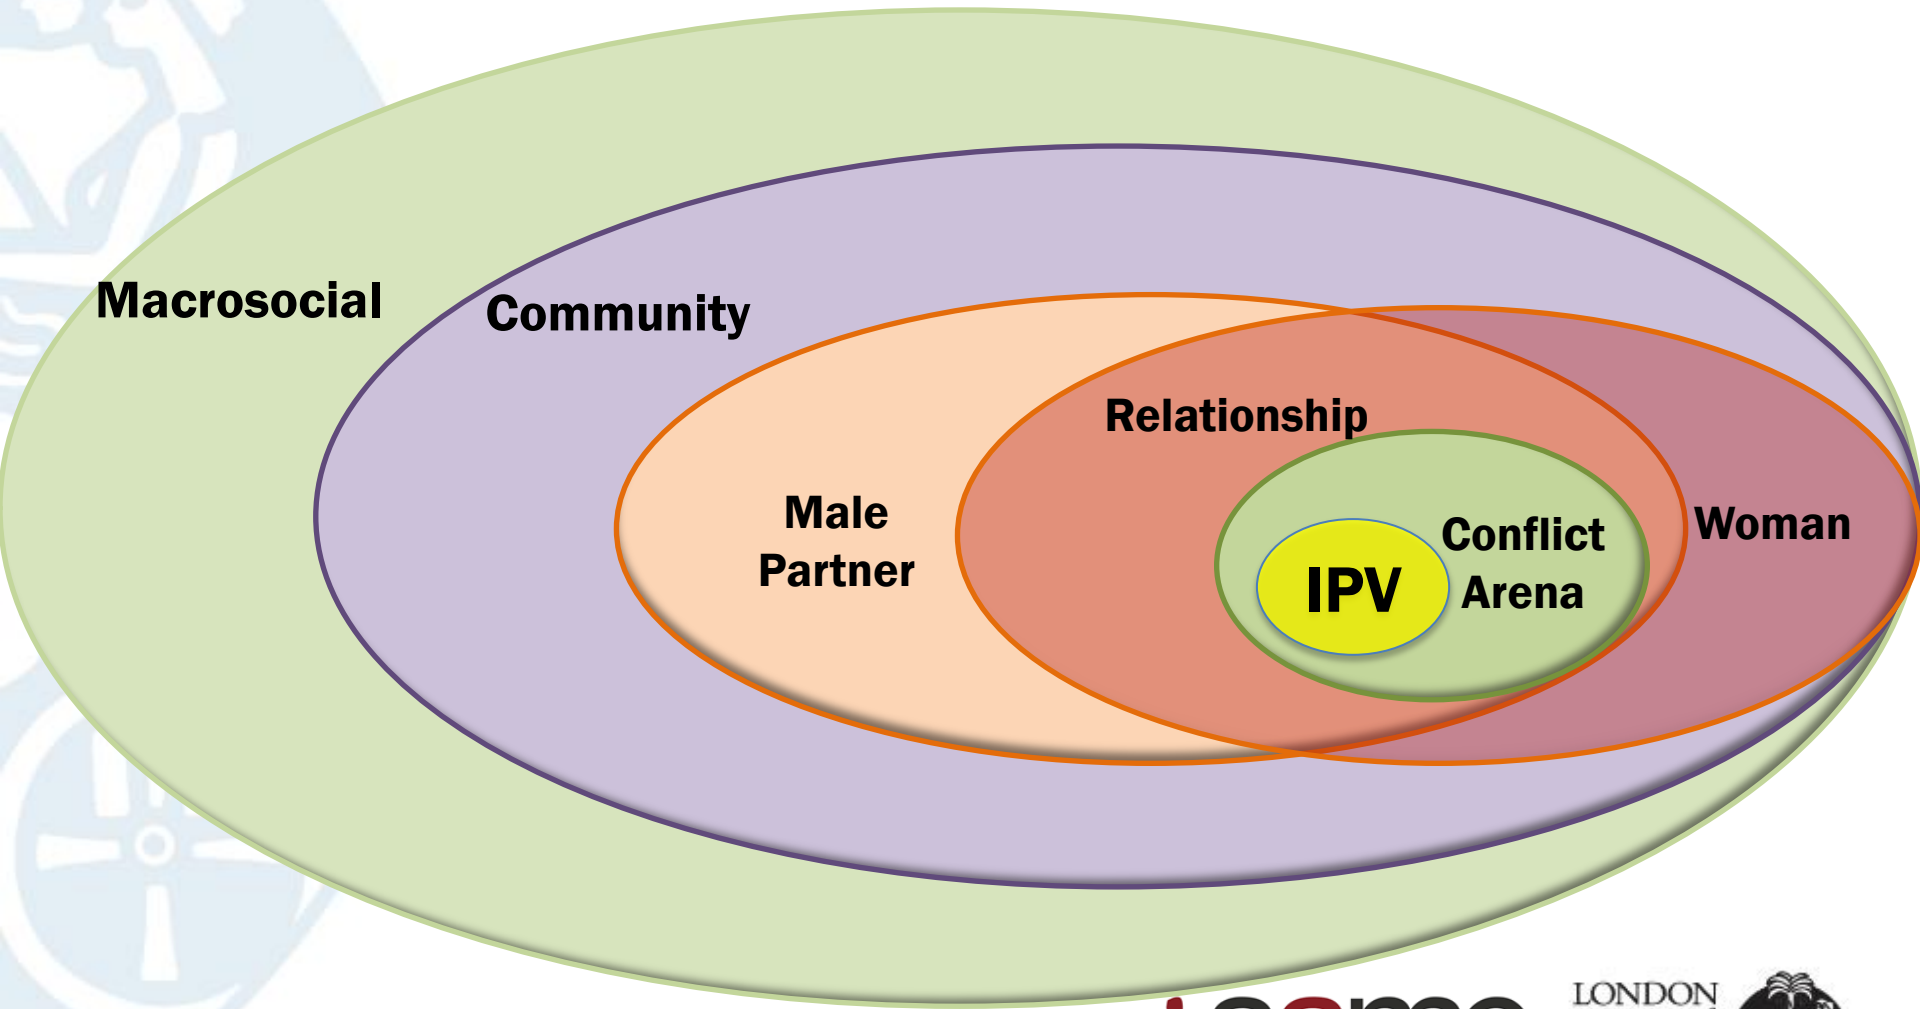 Macrosocial
Community
Relationship
Male
Partner
Conflict
Arena
IPV
Woman
LONDON